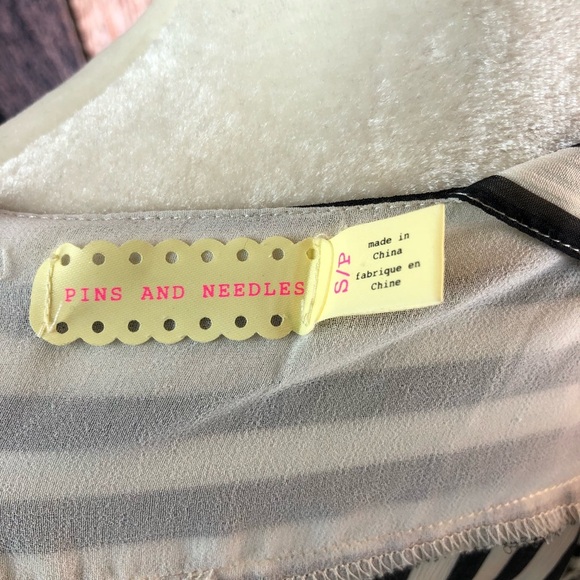 PINS AND NEEDLES
S/P
made in
China
fabrique en
Chine